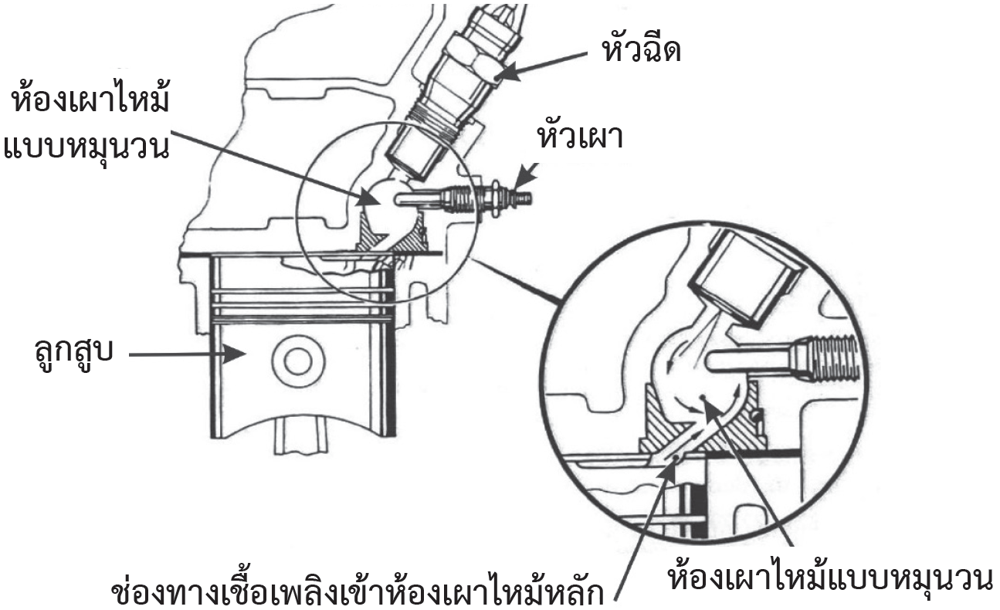 หัวฉีด
ห้องเผาไหม้
แบบหมุนวน
หัวเผา
ลูกสูบ
ช่องทางเชื้อเพลิงเข้าห้องเผาไหม้หลัก
ห้องเผาไหม้แบบหมุนวน